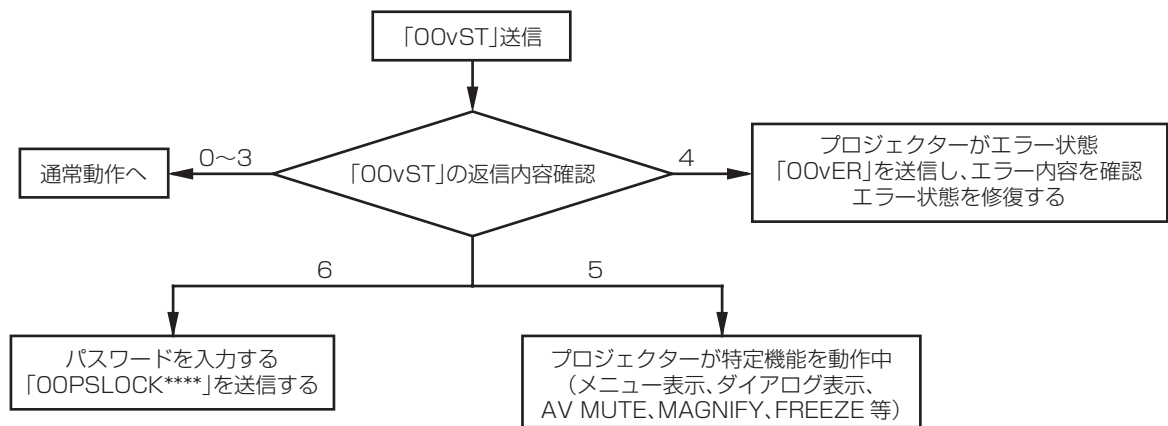 「00vST」送信
0～3
4
通常動作へ
「00vST」の返信内容確認
プロジェクターがエラー状態
「00vER」を送信し、エラー内容を確認
エラー状態を修復する
6
5
パスワードを入力する
「00PSLOCK****」を送信する
プロジェクターが特定機能を動作中
（メニュー表示、ダイアログ表示、
AV MUTE、MAGNIFY、FREEZE 等）